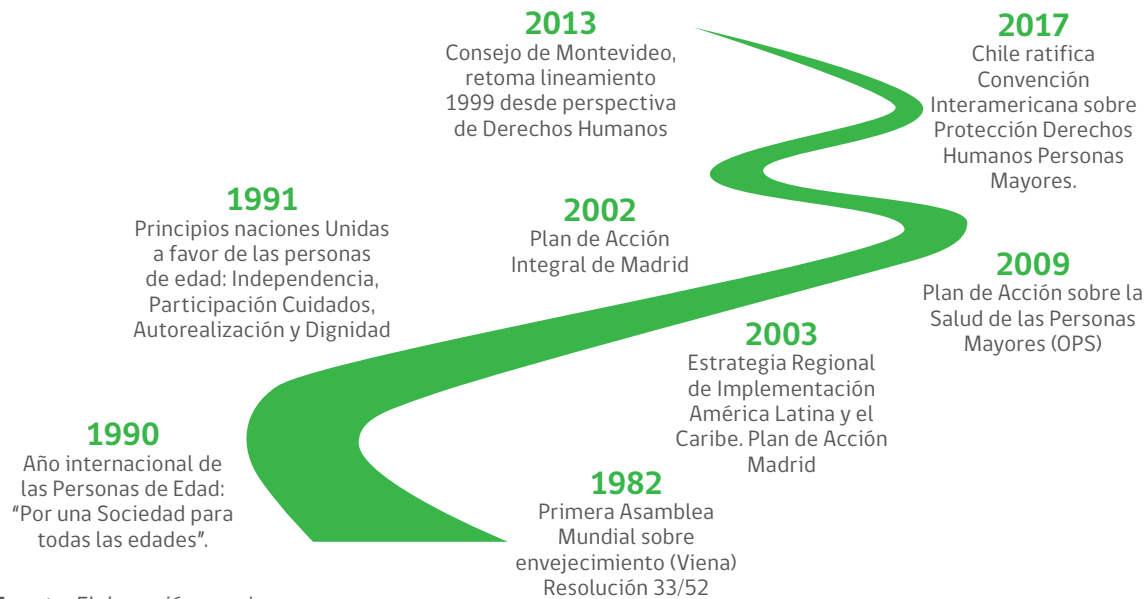 2013
Consejo de Montevideo,
retoma lineamiento
1999 desde perspectiva
de Derechos Humanos
2017
Chile ratifica
Convención
Interamericana sobre
Protección Derechos
Humanos Personas
Mayores.
1991
Principios naciones Unidas
a favor de las personas
de edad: Independencia,
Participación Cuidados,
Autorealización y Dignidad
2002
Plan de Acción
Integral de Madrid
2009
Plan de Acción sobre la
Salud de las Personas
Mayores (OPS)
2003
Estrategia Regional
de Implementación
América Latina y el
Caribe. Plan de Acción
Madrid
1990
Año internacional de
las Personas de Edad:
"Por una Sociedad para
todas las edades".
1982
Primera Asamblea
Mundial sobre
envejecimiento (Viena)
Resolución 33/52